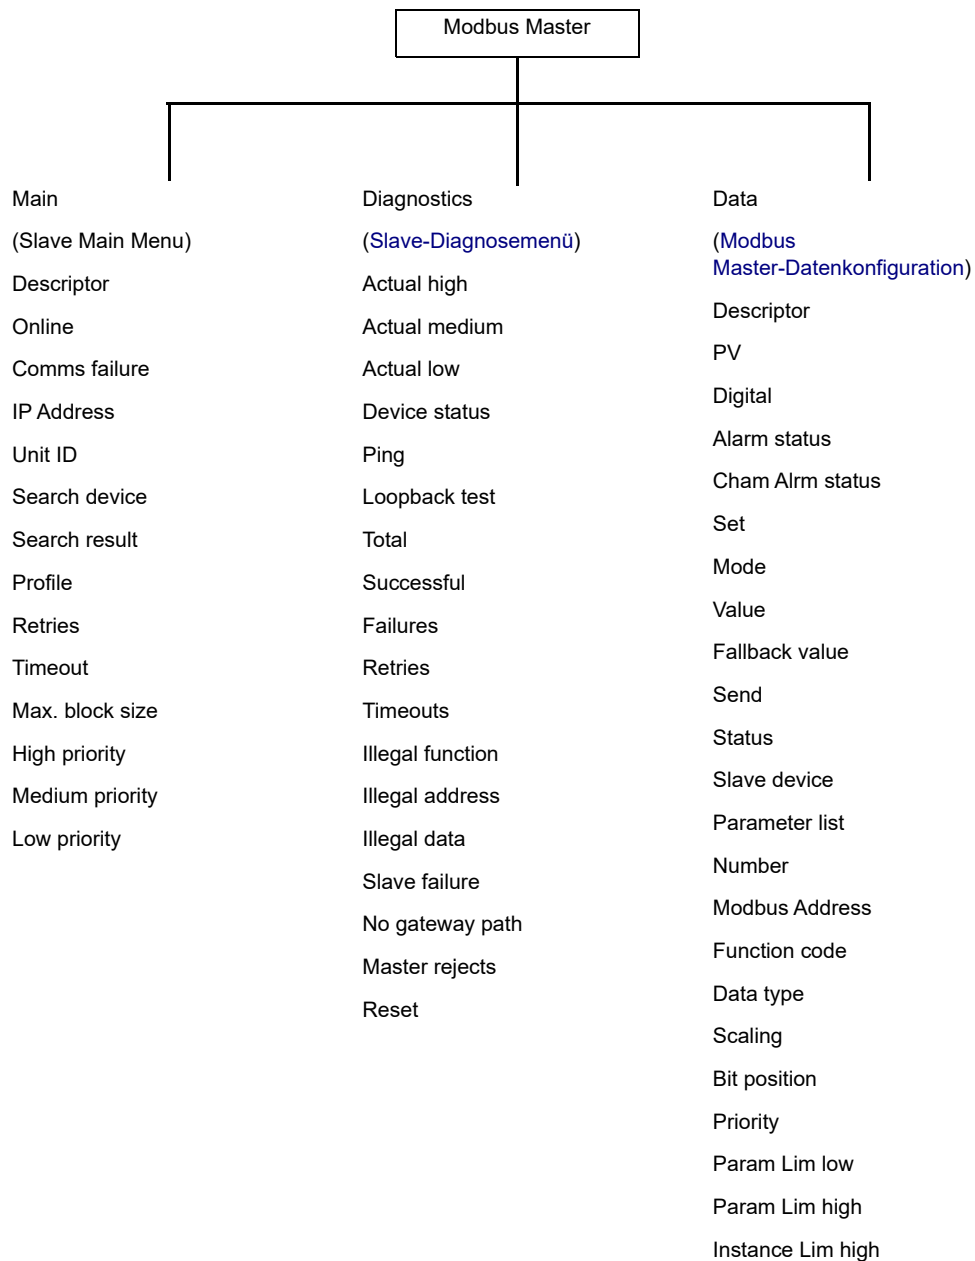 Modbus Master
Main
(Slave Main Menu)
Descriptor
Online
Comms failure
IP Address
Unit ID
Search device
Search result
Profile
Retries
Timeout
Max. block size
High priority
Medium priority
Low priority
Diagnostics
(Slave-Diagnosemenü)
Actual high
Actual medium
Actual low
Device status
Ping
Loopback test
Total
Successful
Failures
Retries
Timeouts
Illegal function
Illegal address
Illegal data
Slave failure
No gateway path
Master rejects
Reset
Data
(Modbus
Master-Datenkonfiguration)
Descriptor
PV
Digital
Alarm status
Cham Alrm status
Set
Mode
Value
Fallback value
Send
Status
Slave device
Parameter list
Number
Modbus Address
Function code
Data type
Scaling
Bit position
Priority
Param Lim low
Param Lim high
Instance Lim high